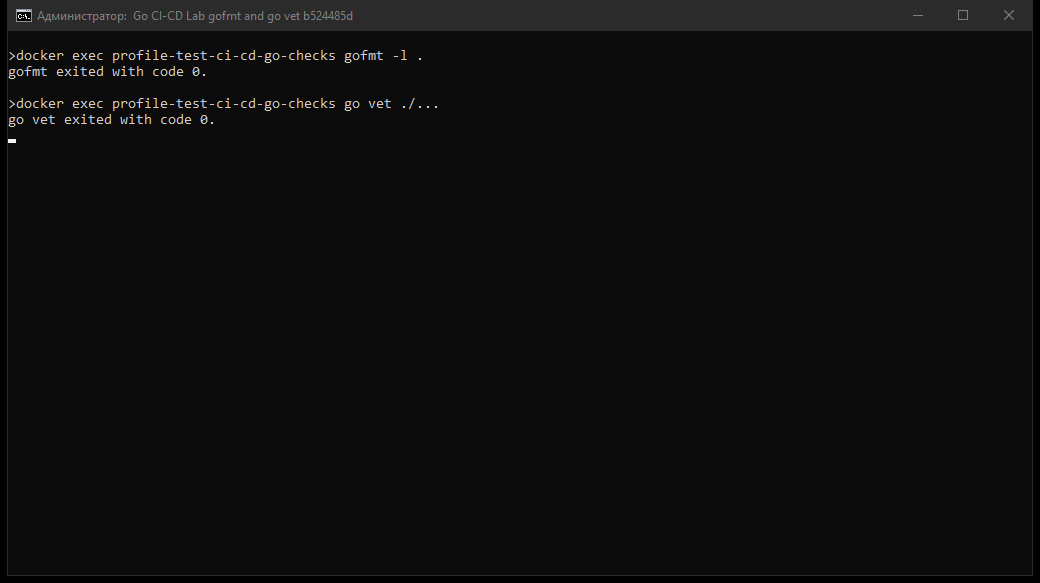 Администратор: Go CI-CD Lab gofmt and go vet b524485d
>docker exec profile-test-ci-cd-go-checks gofmt -l .
gofmt exited with code 0.
>docker exec profile-test-ci-cd-go-checks go vet ./...
go vet exited with code 0.